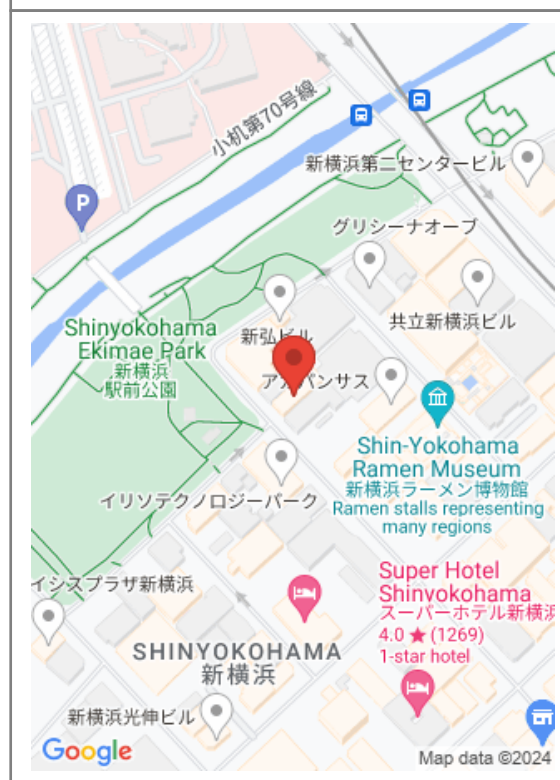 小机第70号線
新横浜第二センタービル
P
グリシーナオーブ
共立新横浜ビル
新弘ビル
Shinyokohama
Ekimae Park
新横浜
駅前公園
パンサス
Shin-Yokohama
Ramen Museum
新横浜ラーメン博物館
Ramen stalls representing
many regions
イリソテクノロジーパーク
イシスプラザ新横浜
Super Hotel
Shinyokohama
スーパーホテル新横浜
4.0 ★ (1269)
1-star hotel
SHINYOKOHAMA
新横浜
新横浜光伸ビル
Google
Map data ©2024